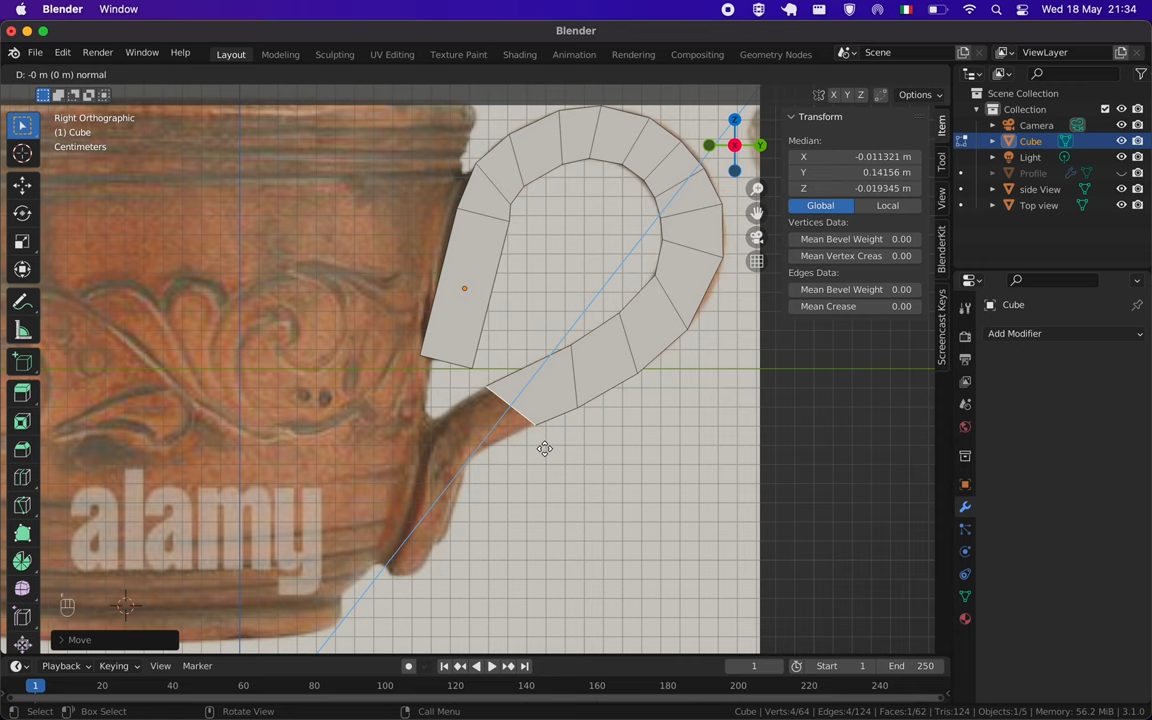 Blender Window Wed 18 May 21:34
Blender
File Edit Render Window Help Layout Modeling Sculpting UV Editing Texture Paint Shading Animation Rendering Compositing Geometry Nodes Scene ViewLayer
D: -0 m (0 m) normal
X Y Z Options
Right Orthographic
(1) Cube
Centimeters
Z
Y
X
Transform
Median:
X -0.011321 m
Y 0.14156 m
Z -0.019345 m
Global Local
Vertices Data:
Mean Bevel Weight 0.00
Mean Vertex Creas 0.00
Edges Data:
Mean Bevel Weight 0.00
Mean Crease 0.00
Item
Tool
View
BlenderKit
Screencast Keys
Scene Collection
Collection
Camera
Cube
Light
Profile
side View
Top view
Cube
Add Modifier
alamy
Move
Playback Keying View Marker 1 Start 1 End 250
1 20 40 60 80 100 120 140 160 180 200 220 240
Select Box Select Rotate View Call Menu Cube | Verts:4/64 | Edges:4/124 | Faces:1/62 | Tris:124 | Objects:1/5 | Memory: 56.2 MiB | 3.1.0